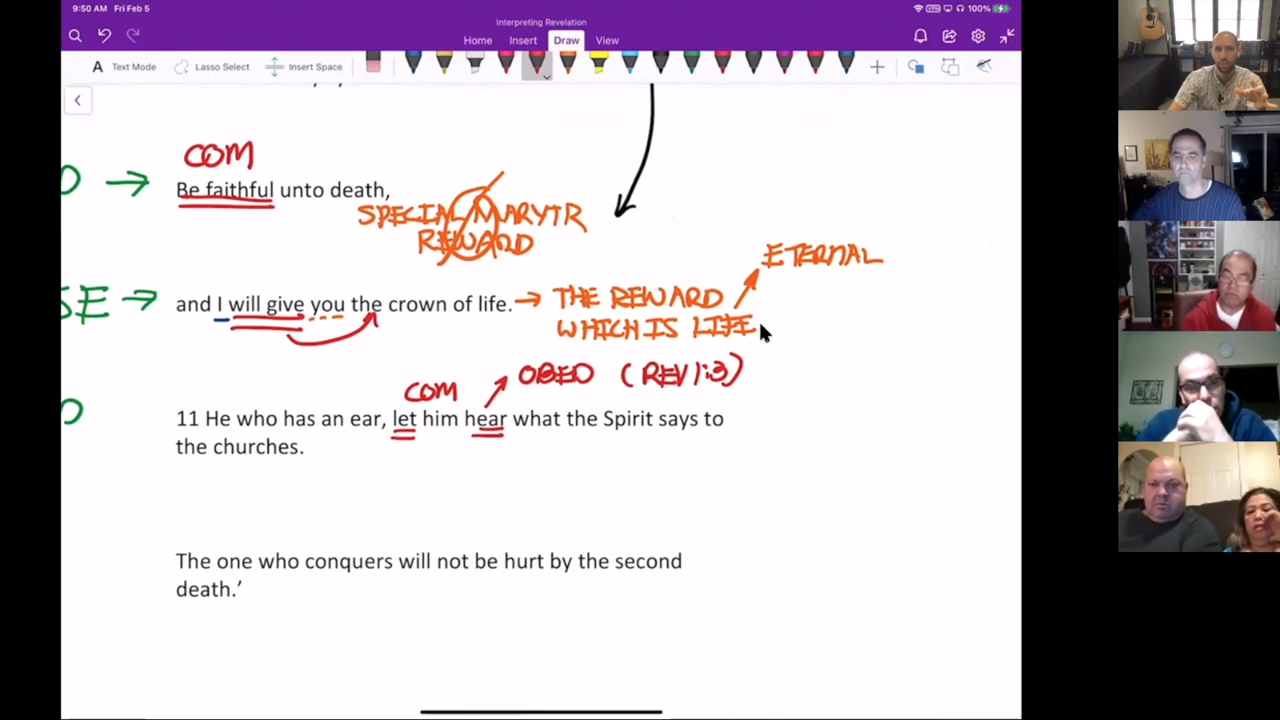 9:50 AM Fri Feb 5
100%
Interpreting Revelation
Home Insert Draw View
A Text Mode Lasso Select Insert Space
COM
O → Be faithful unto death,
SPECIAL MARYTR
REWARD
ETERNAL
SE → and I will give you the crown of life. → THE REWARD
WHICH IS LIFE
COM OBED (REV 1:3)
O
11 He who has an ear, let him hear what the Spirit says to
the churches.
The one who conquers will not be hurt by the second
death.’